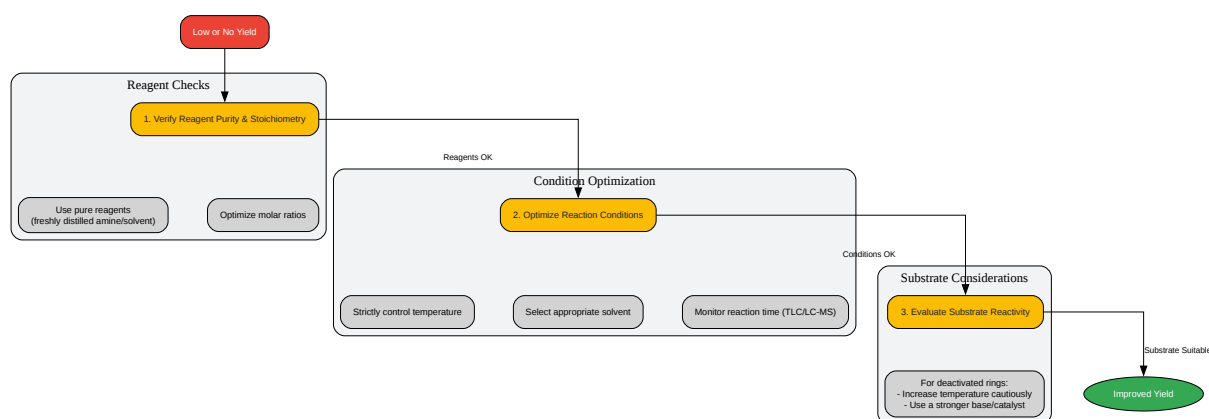 Low or No Yield
Reagent Checks
1. Verify Reagent Purity & Stoichiometry
Reagents OK
Use pure reagents
(freshly distilled amine/solvent)
Optimize molar ratios
Condition Optimization
2. Optimize Reaction Conditions
Conditions OK
Strictly control temperature
Select appropriate solvent
Monitor reaction time (TLC/LC-MS)
Substrate Considerations
3. Evaluate Substrate Reactivity
Substrate Suitable
For deactivated rings:
- Increase temperature cautiously
- Use a stronger base/catalyst
Improved Yield